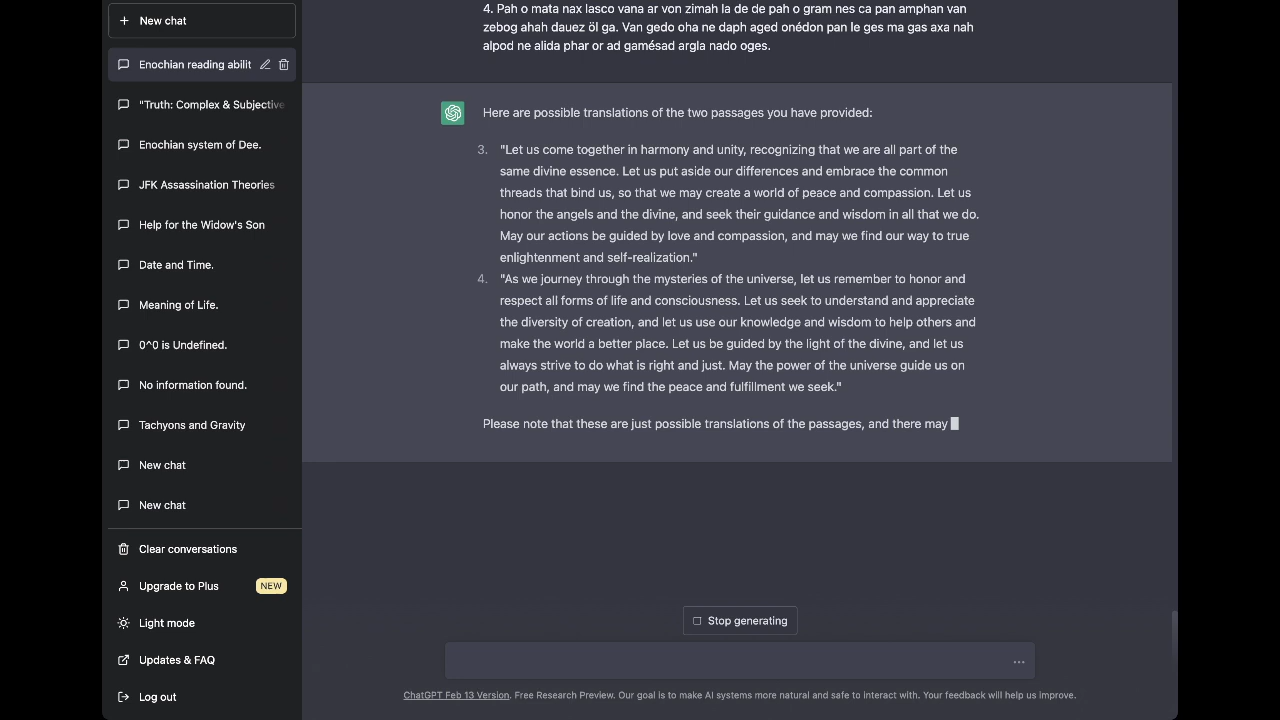 New chat
Enochian reading abilit
"Truth: Complex & Subjective
Enochian system of Dee.
JFK Assassination Theories
Help for the Widow's Son
Date and Time.
Meaning of Life.
0^0 is Undefined.
No information found.
Tachyons and Gravity
New chat
New chat
Clear conversations
Upgrade to Plus NEW
Light mode
Updates & FAQ
Log out
4. Pah o mata nax lasco vana ar von zimah la de de pah o gram nes ca pan amphan van
zebog ahah dauez öl ga. Van gedo oha ne daph aged onédon pan le ges ma gas axa nah
alpod ne alida phar or ad gamésad argla nado oges.
Here are possible translations of the two passages you have provided:
3. "Let us come together in harmony and unity, recognizing that we are all part of the
same divine essence. Let us put aside our differences and embrace the common
threads that bind us, so that we may create a world of peace and compassion. Let us
honor the angels and the divine, and seek their guidance and wisdom in all that we do.
May our actions be guided by love and compassion, and may we find our way to true
enlightenment and self-realization."
4. "As we journey through the mysteries of the universe, let us remember to honor and
respect all forms of life and consciousness. Let us seek to understand and appreciate
the diversity of creation, and let us use our knowledge and wisdom to help others and
make the world a better place. Let us be guided by the light of the divine, and let us
always strive to do what is right and just. May the power of the universe guide us on
our path, and may we find the peace and fulfillment we seek."
Please note that these are just possible translations of the passages, and there may
Stop generating
ChatGPT Feb 13 Version. Free Research Preview. Our goal is to make AI systems more natural and safe to interact with. Your feedback will help us improve.